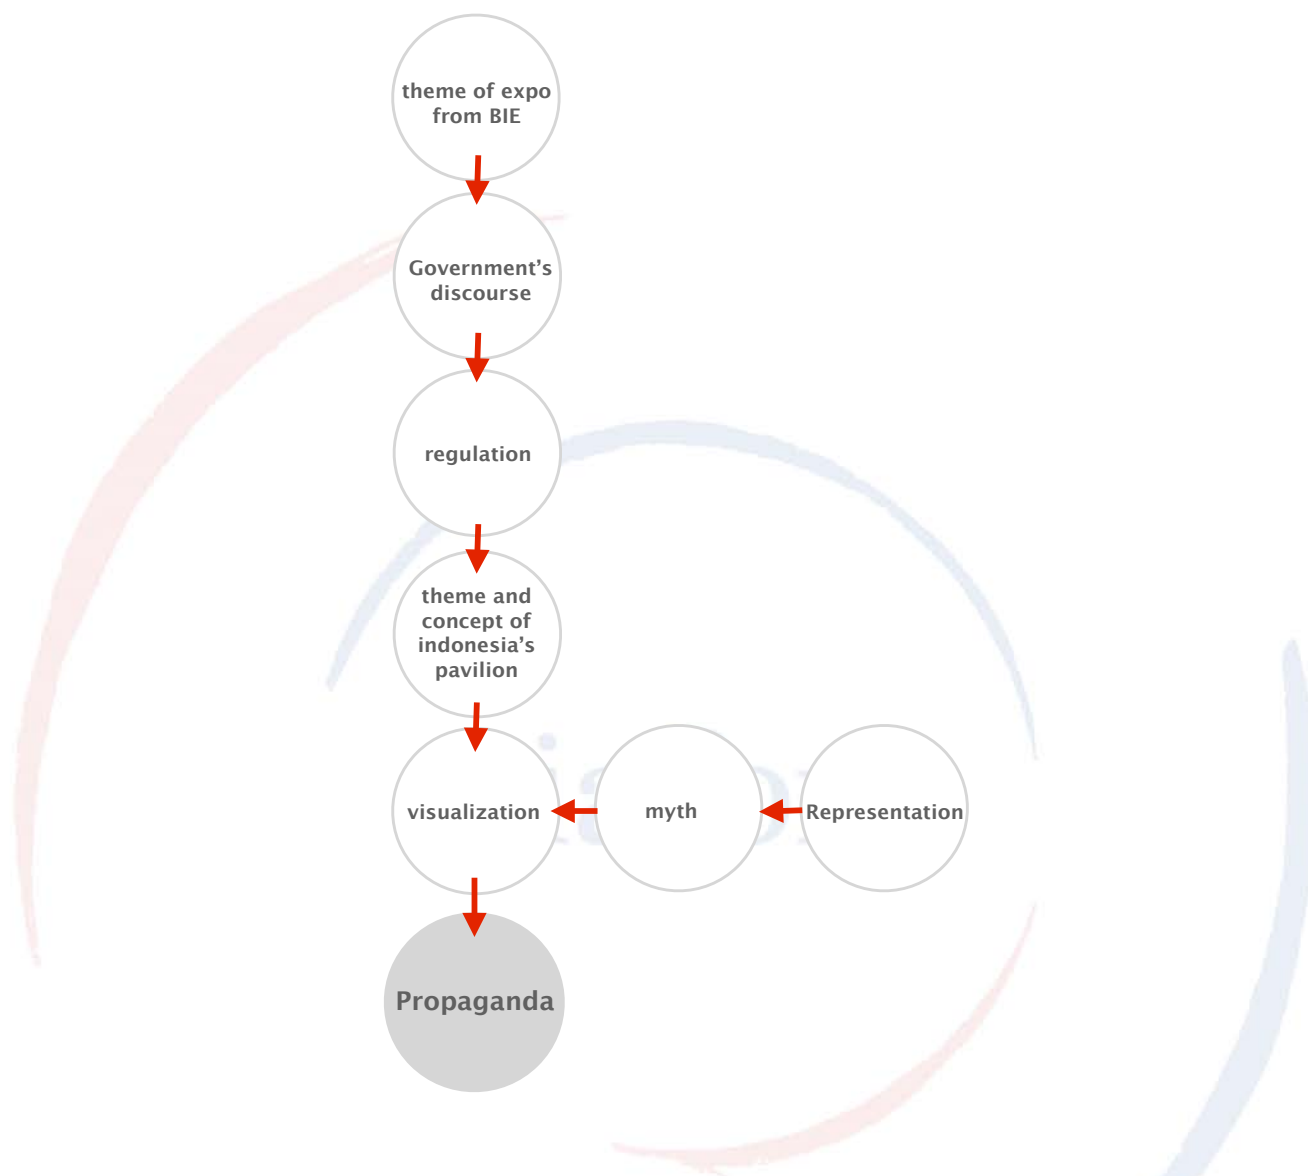 theme of expo
from BIE
Government's
discourse
regulation
theme and
concept of
indonesia's
pavilion
visualization
myth
Representation
Propaganda